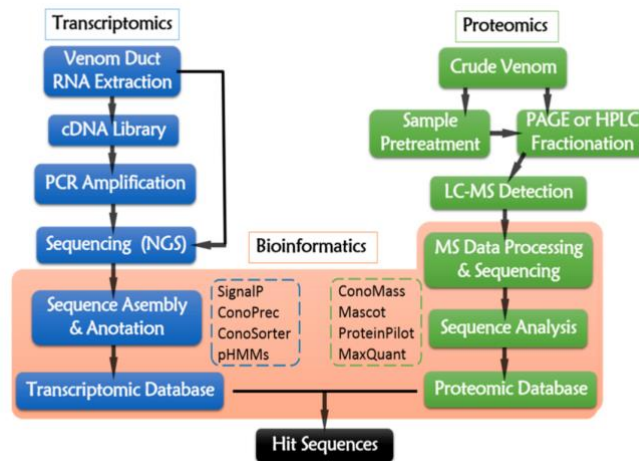 Transcriptomics
Venom Duct
RNA Extraction
cDNA Library
PCR Amplification
Sequencing (NGS)
Proteomics
Crude Venom
Sample
Pretreatment
PAGE or HPLC
Fractionation
LC-MS Detection
Bioinformatics
MS Data Processing
& Sequencing
Sequence Asembly
& Anotation
SignalP
ConoPrec
ConoSorter
pHMMs
ConoMass
Mascot
ProteinPilot
MaxQuant
Sequence Analysis
Transcriptomic Database
Proteomic Database
Hit Sequences